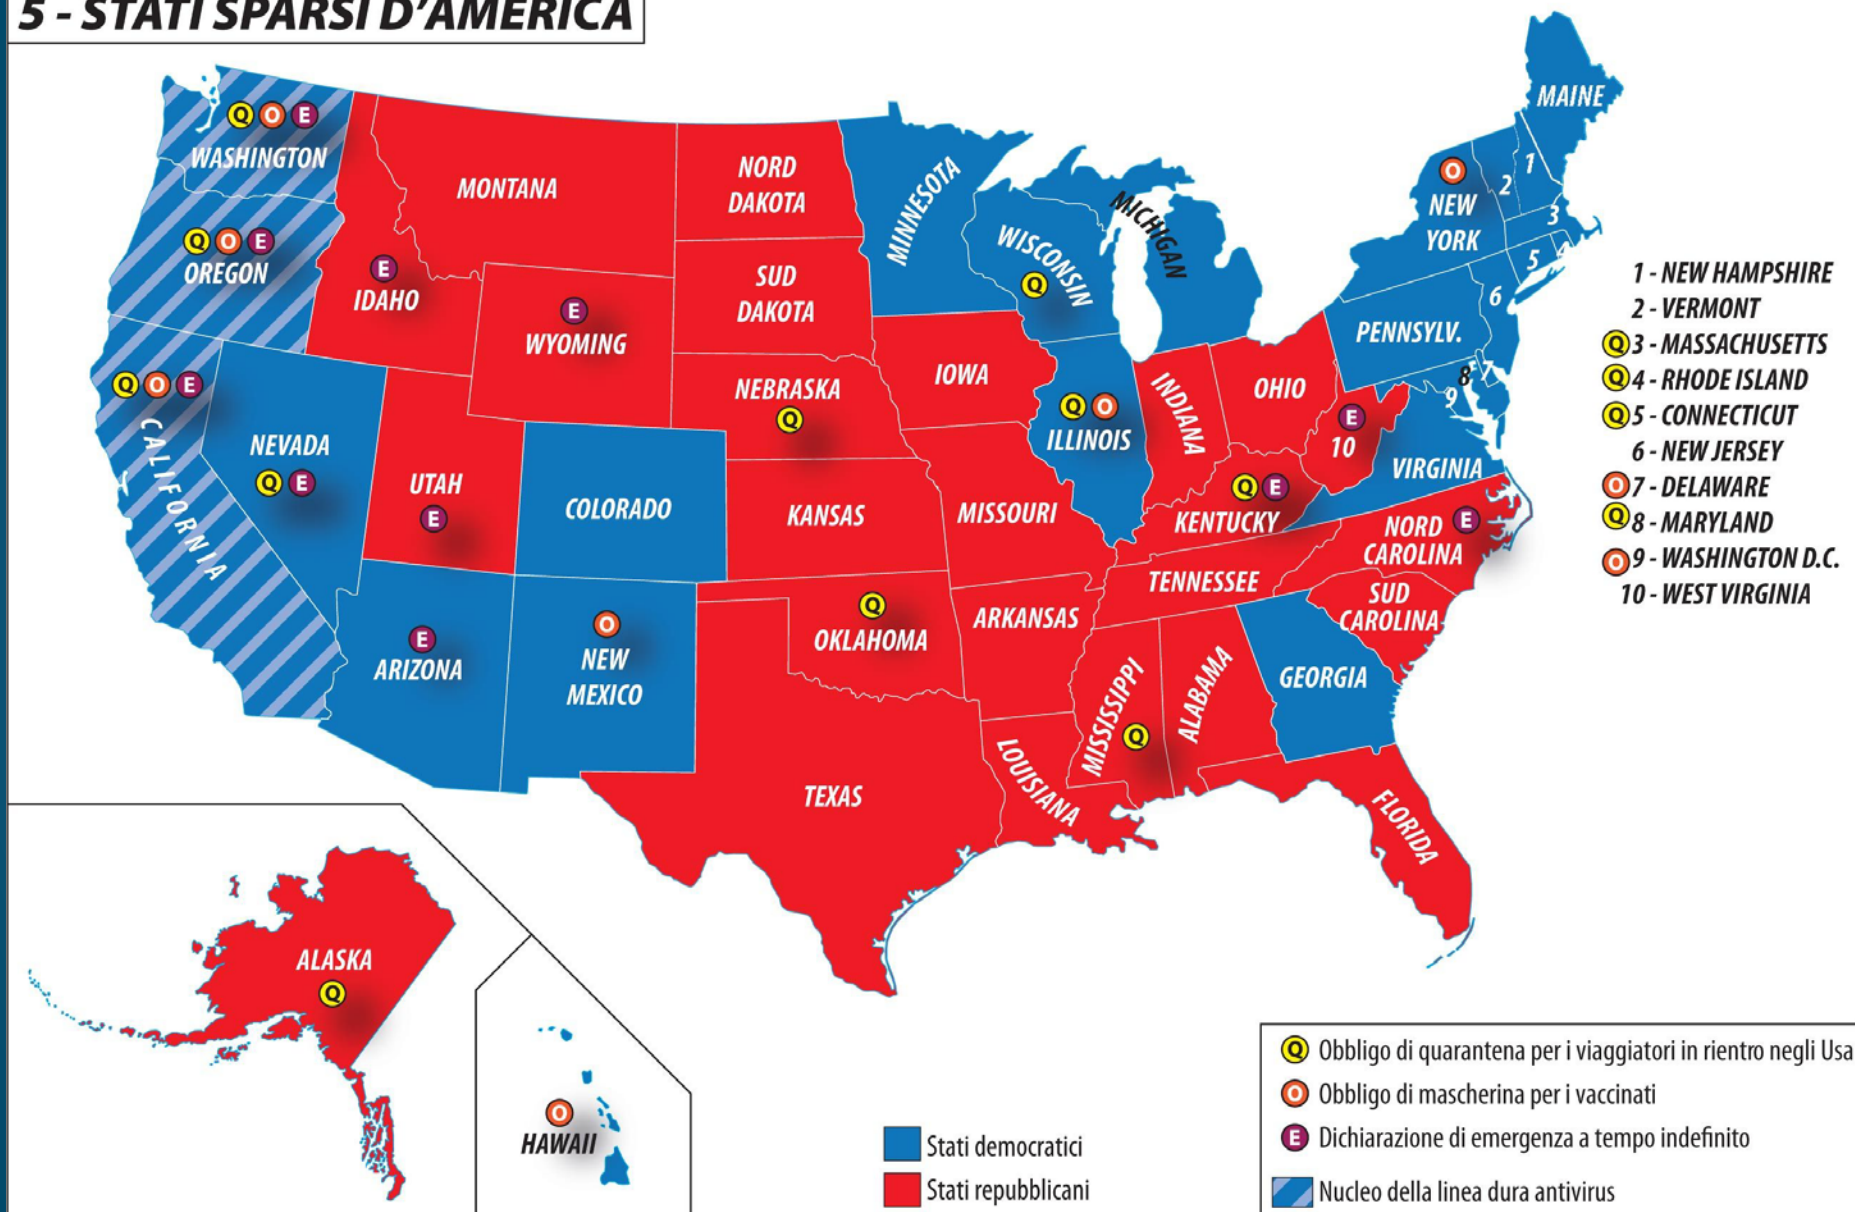 5 - STATI SPARSI D'AMERICA
MAINE
Q O E
WASHINGTON
MONTANA
NORD
DAKOTA
MINNESOTA
MICHIGAN
O
NEW
YORK
1
2
3
4
5
6
Q O E
OREGON
E
IDAHO
E
WYOMING
SUD
DAKOTA
WISCONSIN
Q
PENNSYLV.
7
8
9
1 - NEW HAMPSHIRE
2 - VERMONT
Q 3 - MASSACHUSETTS
Q 4 - RHODE ISLAND
Q 5 - CONNECTICUT
6 - NEW JERSEY
O 7 - DELAWARE
Q 8 - MARYLAND
O 9 - WASHINGTON D.C.
10 - WEST VIRGINIA
Q O E
CALIFORNIA
NEVADA
Q E
UTAH
E
COLORADO
NEBRASKA
Q
KANSAS
IOWA
MISSOURI
Q O
ILLINOIS
INDIANA
OHIO
E
10
VIRGINIA
Q E
KENTUCKY
NORD E
CAROLINA
TENNESSEE
SUD
CAROLINA
E
ARIZONA
O
NEW
MEXICO
Q
OKLAHOMA
ARKANSAS
MISSISSIPPI
Q
ALABAMA
GEORGIA
TEXAS
LOUISIANA
FLORIDA
ALASKA
Q
O
HAWAII
Stati democratici
Stati repubblicani
Q Obbligo di quarantena per i viaggiatori in rientro negli Usa
O Obbligo di mascherina per i vaccinati
E Dichiarazione di emergenza a tempo indefinito
Nucleo della linea dura antivirus